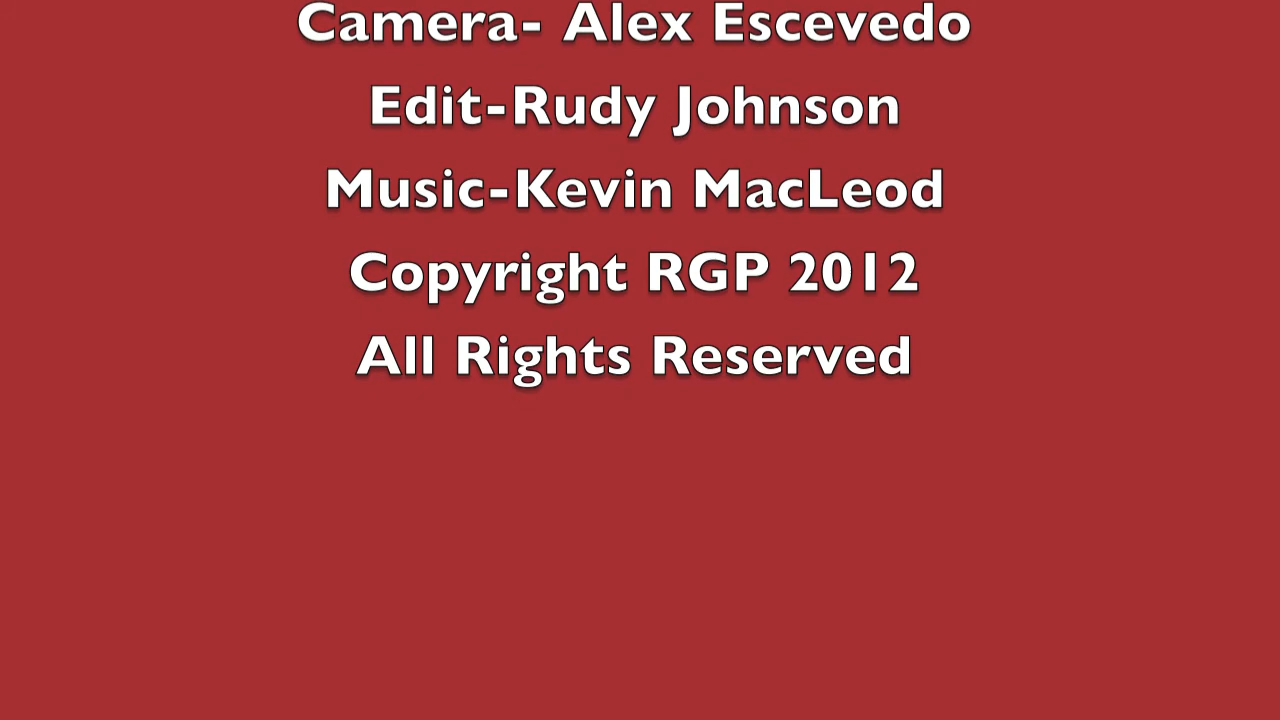 Camera- Alex Escevedo
Edit-Rudy Johnson
Music-Kevin MacLeod
Copyright RGP 2012
All Rights Reserved